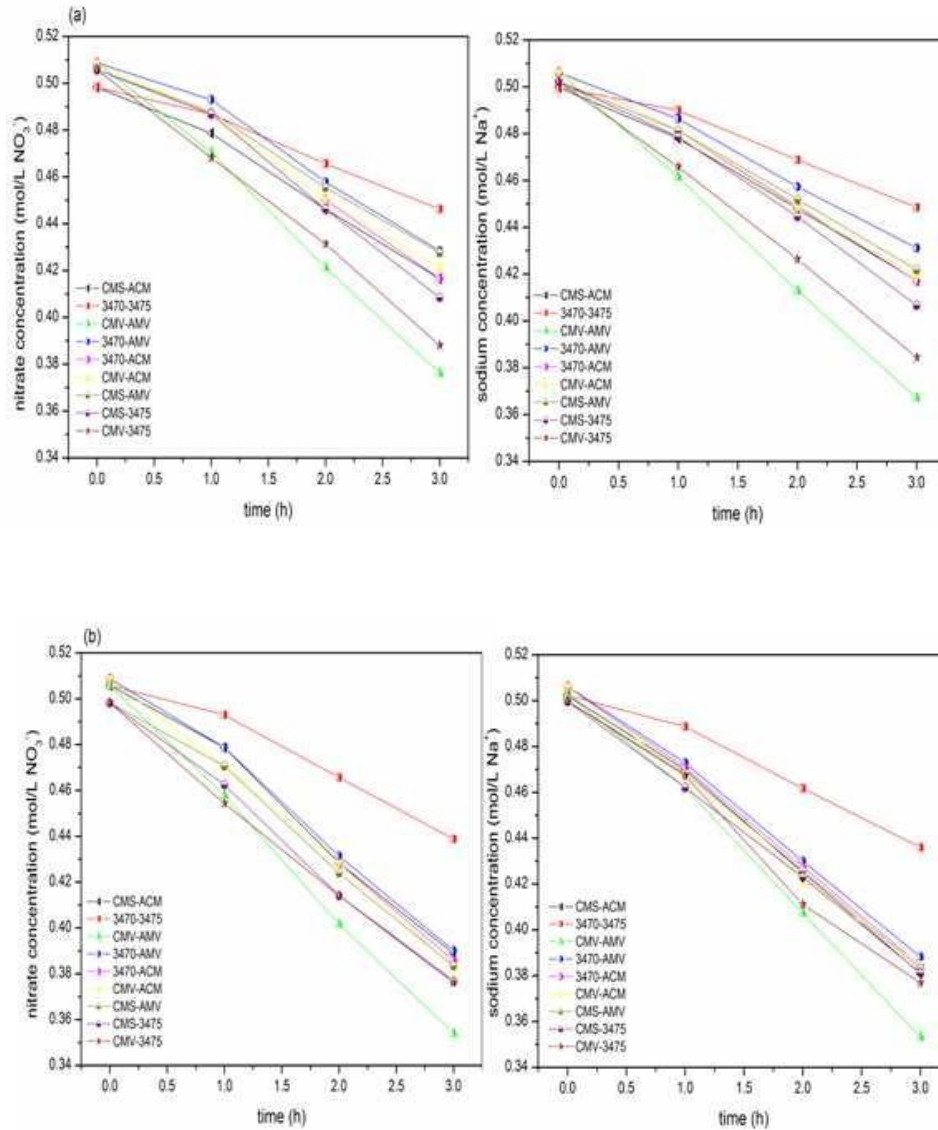 (a)
nitrate concentration (mol/L NO₃⁻)
0.52
0.50
0.48
0.46
0.44
0.42
0.40
0.38
0.36
0.34
CMS-ACM
3470-3475
CMV-AMV
3470-AMV
3470-ACM
CMV-ACM
CMS-AMV
CMS-3475
CMV-3475
0.0 0.5 1.0 1.5 2.0 2.5 3.0
time (h)
sodium concentration (mol/L Na⁺)
0.52
0.50
0.48
0.46
0.44
0.42
0.40
0.38
0.36
0.34
CMS-ACM
3470-3475
CMV-AMV
3470-AMV
3470-ACM
CMV-ACM
CMS-AMV
CMS-3475
CMV-3475
0.0 0.5 1.0 1.5 2.0 2.5 3.0
time (h)
(b)
nitrate concentration (mol/L NO₃⁻)
0.52
0.50
0.48
0.46
0.44
0.42
0.40
0.38
0.36
0.34
CMS-ACM
3470-3475
CMV-AMV
3470-AMV
3470-ACM
CMV-ACM
CMS-AMV
CMS-3475
CMV-3475
0.0 0.5 1.0 1.5 2.0 2.5 3.0
time (h)
sodium concentration (mol/L Na⁺)
0.52
0.50
0.48
0.46
0.44
0.42
0.40
0.38
0.36
0.34
CMS-ACM
3470-3475
CMV-AMV
3470-AMV
3470-ACM
CMV-ACM
CMS-AMV
CMS-3475
CMV-3475
0.0 0.5 1.0 1.5 2.0 2.5 3.0
time (h)